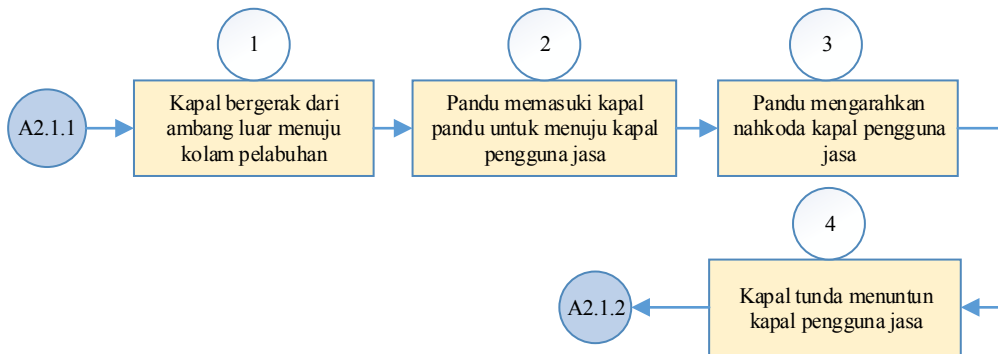 1
2
3
A2.1.1
Kapal bergerak dari
ambang luar menuju
kolam pelabuhan
Pandu memasuki kapal
pandu untuk menuju kapal
pengguna jasa
Pandu mengarahkan
nahkoda kapal pengguna
jasa
4
Kapal tunda menuntun
kapal pengguna jasa
A2.1.2